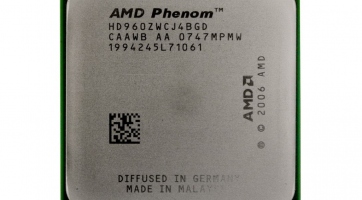 AMD Phenom™
HD960ZWCJ4BGD
CAAWB AA 0747MPMW
1994245L71061
AMD
© 2006 AMD
DIFFUSED IN GERMANY
MADE IN MALAYSIA